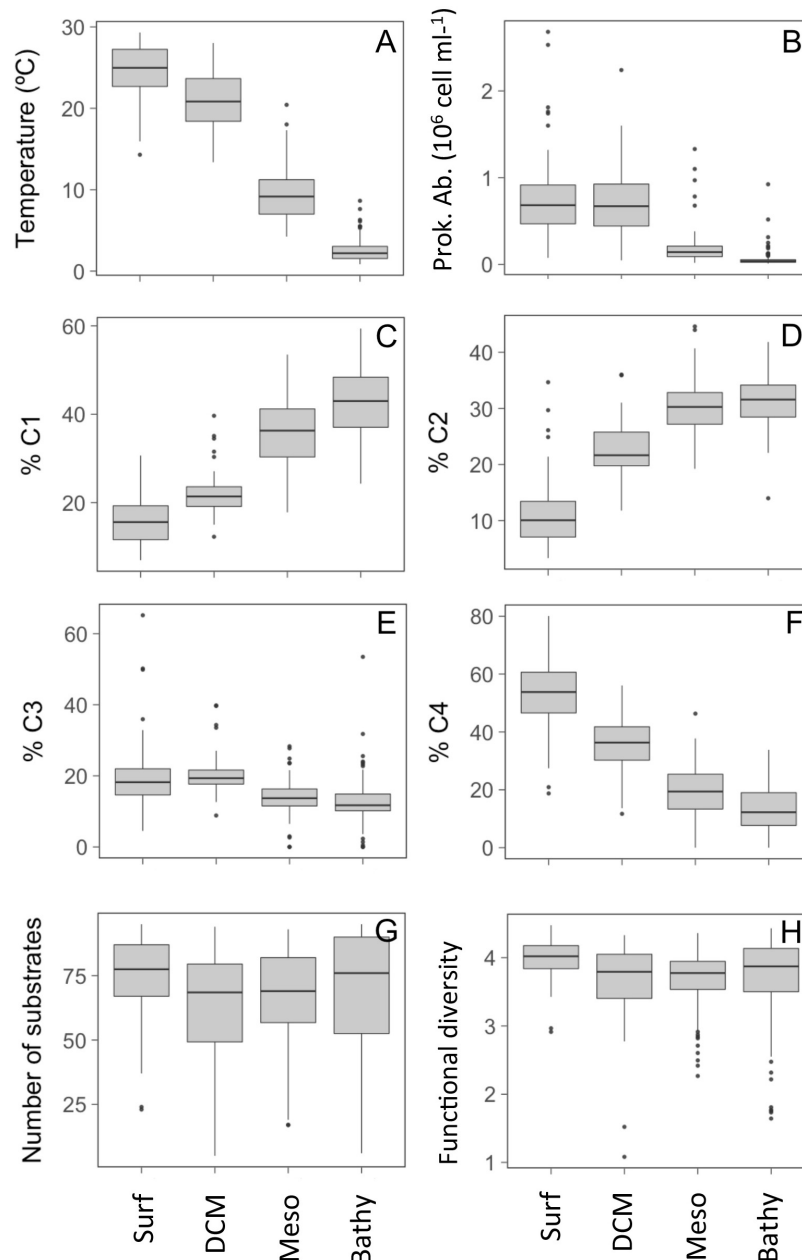 A
Temperature (ºC)
30
20
10
0
B
Prok. Ab. (10⁶ cell ml-¹)
2
1
0
C
% C1
60
40
20
D
% C2
40
30
20
10
E
% C3
60
40
20
0
F
% C4
80
60
40
20
0
G
Number of substrates
75
50
25
H
Functional diversity
4
3
2
1
Surf
DCM
Meso
Bathy
Surf
DCM
Meso
Bathy